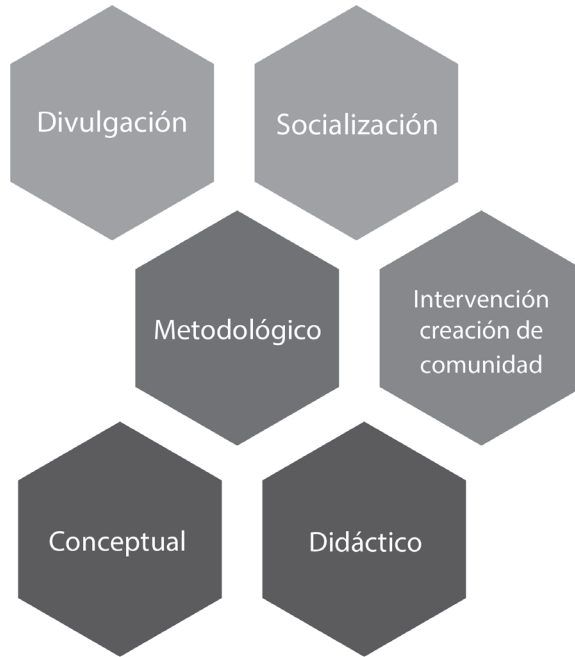 Divulgación
Socialización
Metodológico
Intervención
creación de
comunidad
Conceptual
Didáctico